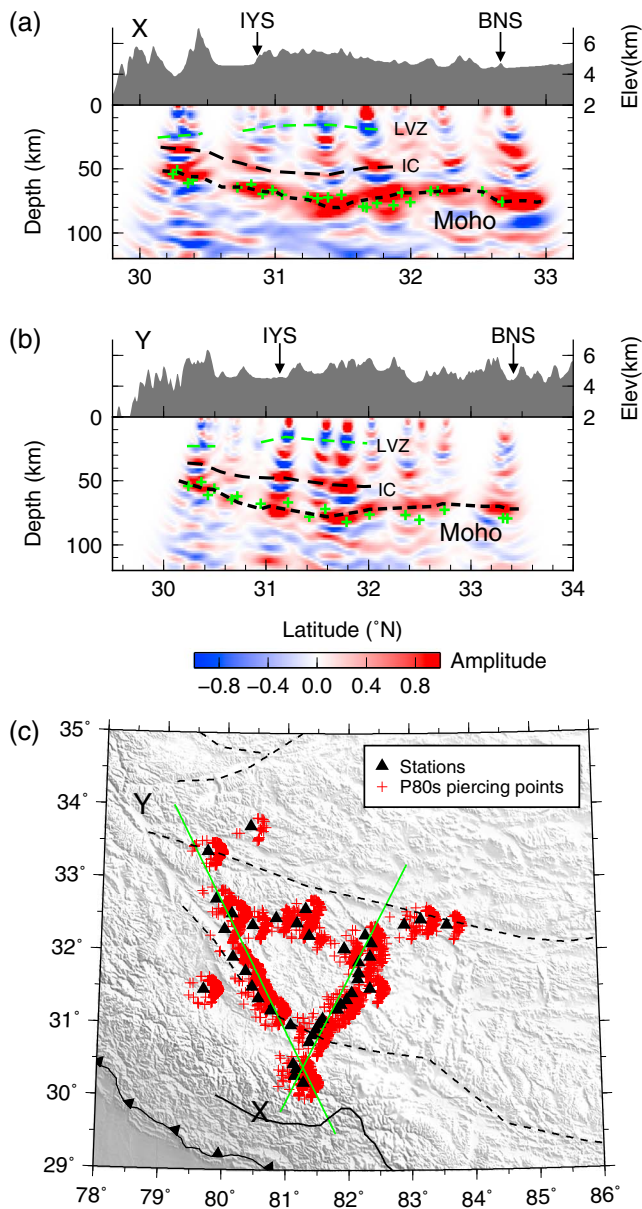 (a)
X
IYS
BNS
6
4
2
Elev(km)
0
50
100
Depth (km)
LVZ
IC
Moho
30
31
32
33
(b)
Y
IYS
BNS
6
4
2
Elev(km)
0
50
100
Depth (km)
LVZ
IC
Moho
30
31
32
33
34
Latitude (˚N)
Amplitude
−0.8 −0.4 0.0 0.4 0.8
(c)
35˚
34˚
33˚
32˚
31˚
30˚
29˚
Stations
P80s piercing points
Y
X
78˚ 79˚ 80˚ 81˚ 82˚ 83˚ 84˚ 85˚ 86˚